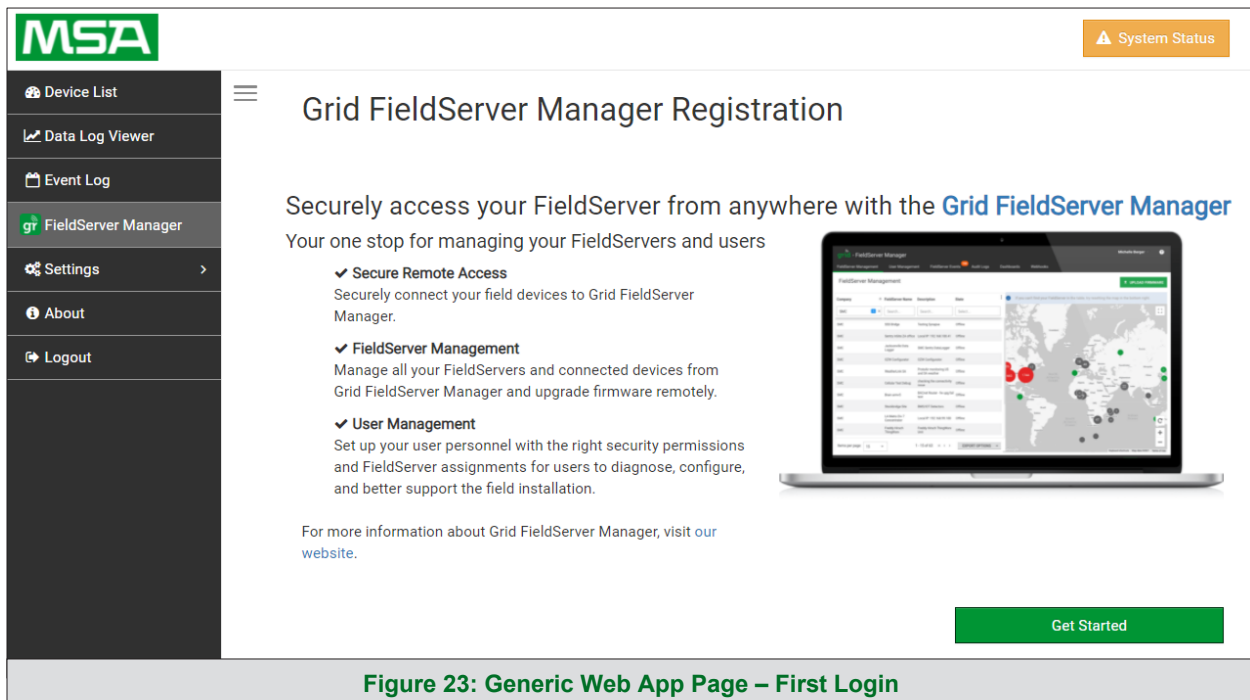 MSA
System Status
Device List
Data Log Viewer
Event Log
gr FieldServer Manager
Settings
About
Logout
Grid FieldServer Manager Registration
Securely access your FieldServer from anywhere with the Grid FieldServer Manager
Your one stop for managing your FieldServers and users
Secure Remote Access
Securely connect your field devices to Grid FieldServer
Manager.
FieldServer Management
Manage all your FieldServers and connected devices from
Grid FieldServer Manager and upgrade firmware remotely.
User Management
Set up your user personnel with the right security permissions
and FieldServer assignments for users to diagnose, configure,
and better support the field installation.
For more information about Grid FieldServer Manager, visit our
website.
grid - FieldServer Manager
FieldServer Management
Get Started
Figure 23: Generic Web App Page – First Login